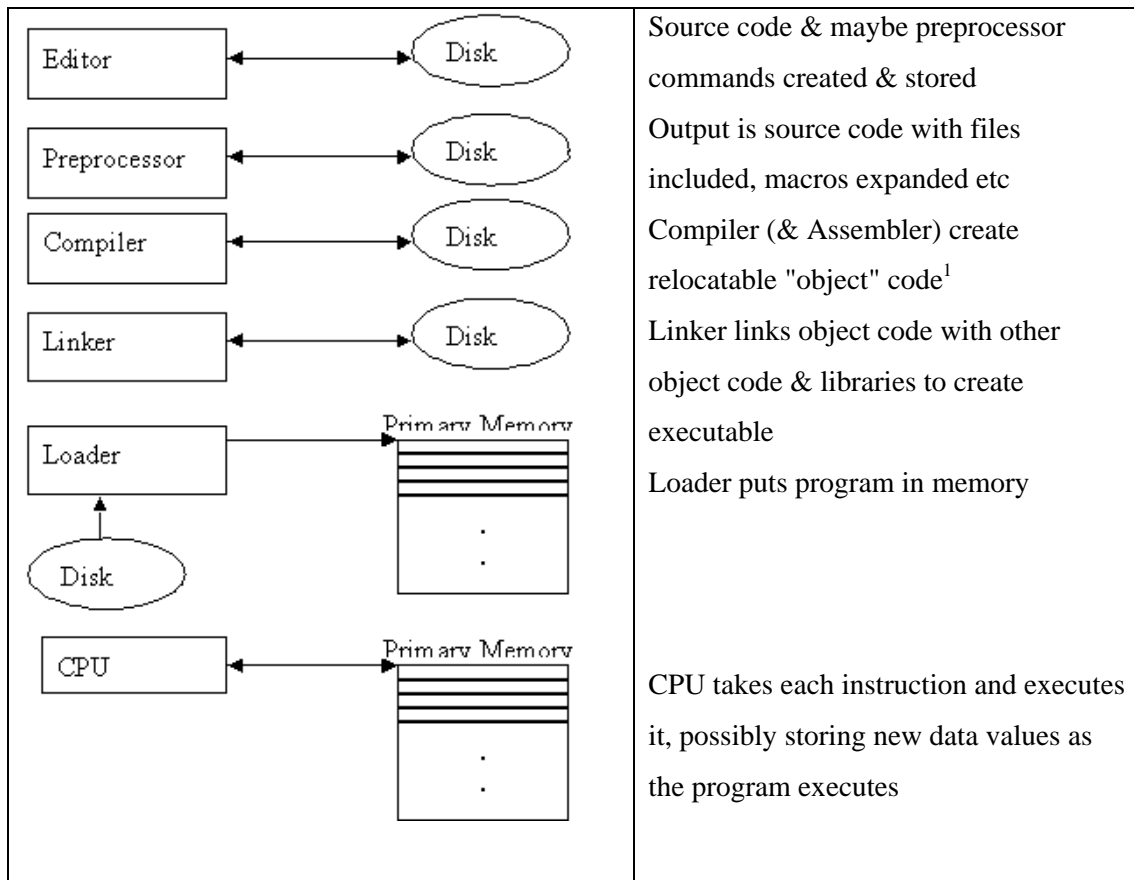 Editor
Disk
Preprocessor
Disk
Compiler
Disk
Linker
Disk
Primary Memory
Loader
Disk
Primary Memory
CPU
Source code & maybe preprocessor
commands created & stored
Output is source code with files
included, macros expanded etc
Compiler (& Assembler) create
relocatable "object" code1
Linker links object code with other
object code & libraries to create
executable
Loader puts program in memory
CPU takes each instruction and executes
it, possibly storing new data values as
the program executes